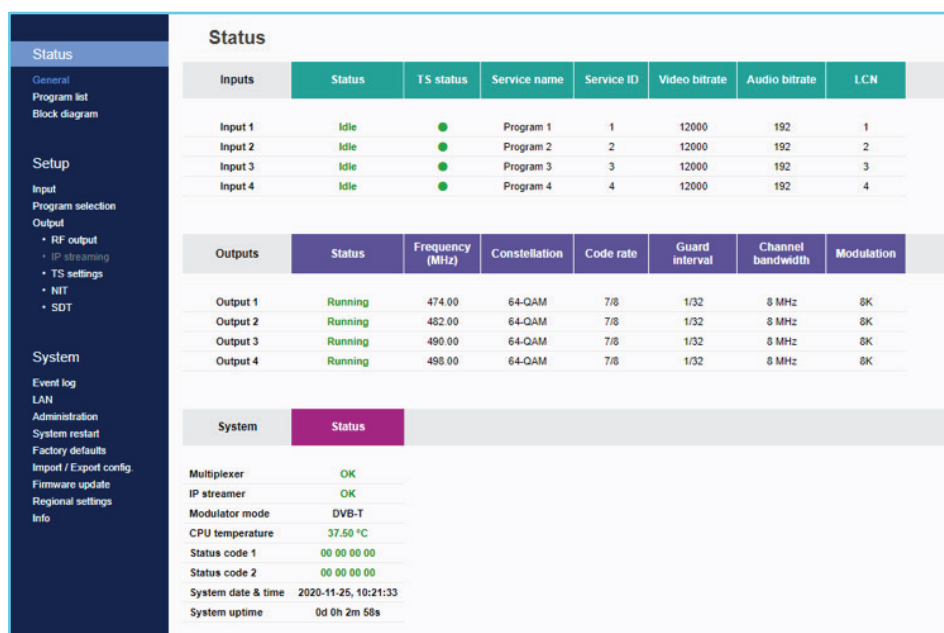 Status
General
Program list
Block diagram
Setup
Input
Program selection
Output
• RF output
• IP streaming
• TS settings
• NIT
• SDT
System
Event log
LAN
Administration
System restart
Factory defaults
Import / Export config.
Firmware update
Regional settings
Info
Status
Inputs Status TS status Service name Service ID Video bitrate Audio bitrate LCN
Input 1 Idle Program 1 1 12000 192 1
Input 2 Idle Program 2 2 12000 192 2
Input 3 Idle Program 3 3 12000 192 3
Input 4 Idle Program 4 4 12000 192 4
Outputs Status Frequency (MHz) Constellation Code rate Guard interval Channel bandwidth Modulation
Output 1 Running 474.00 64-QAM 7/8 1/32 8 MHz 8K
Output 2 Running 482.00 64-QAM 7/8 1/32 8 MHz 8K
Output 3 Running 490.00 64-QAM 7/8 1/32 8 MHz 8K
Output 4 Running 498.00 64-QAM 7/8 1/32 8 MHz 8K
System Status
Multiplexer OK
IP streamer OK
Modulator mode DVB-T
CPU temperature 37.50 °C
Status code 1 00 00 00 00
Status code 2 00 00 00 00
System date & time 2020-11-25, 10:21:33
System uptime 0d 0h 2m 58s